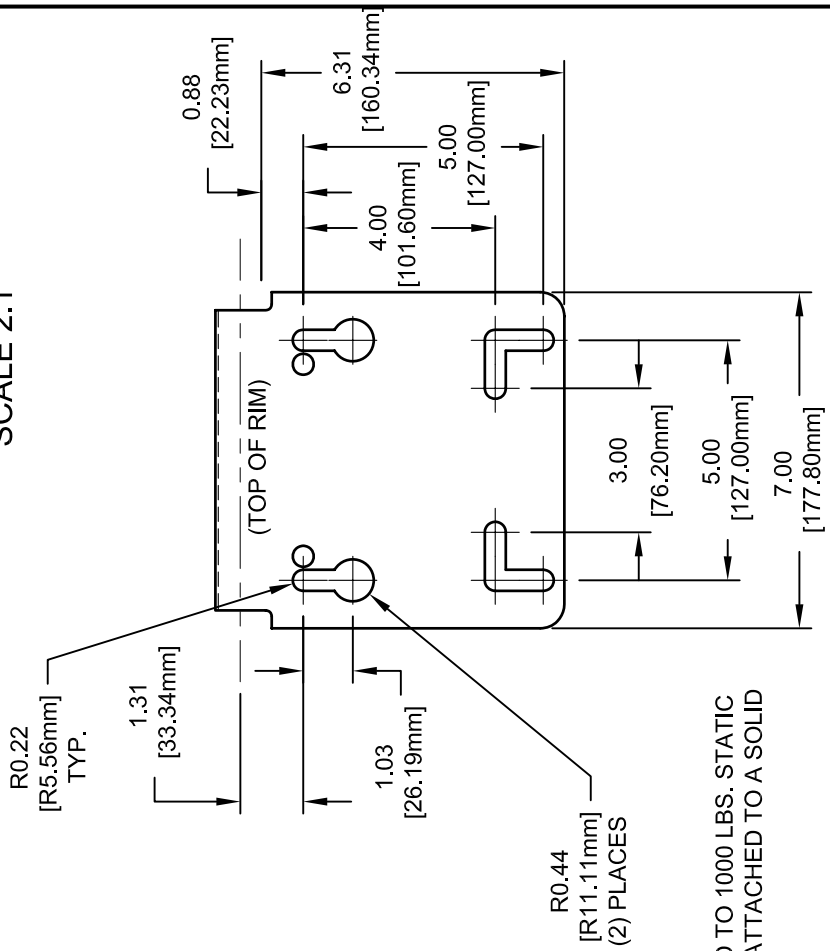 SCALE 2:1
0.88
[22.23mm]
6.31
[160.34mm]
5.00
[127.00mm]
4.00
[101.60mm]
(TOP OF RIM)
R0.22
[R5.56mm]
TYP.
1.31
[33.34mm]
1.03
[26.19mm]
R0.44
[R11.11mm]
(2) PLACES
3.00
[76.20mm]
5.00
[127.00mm]
7.00
[177.80mm]
TO 1000 LBS. STATIC
ATTACHED TO A SOLID